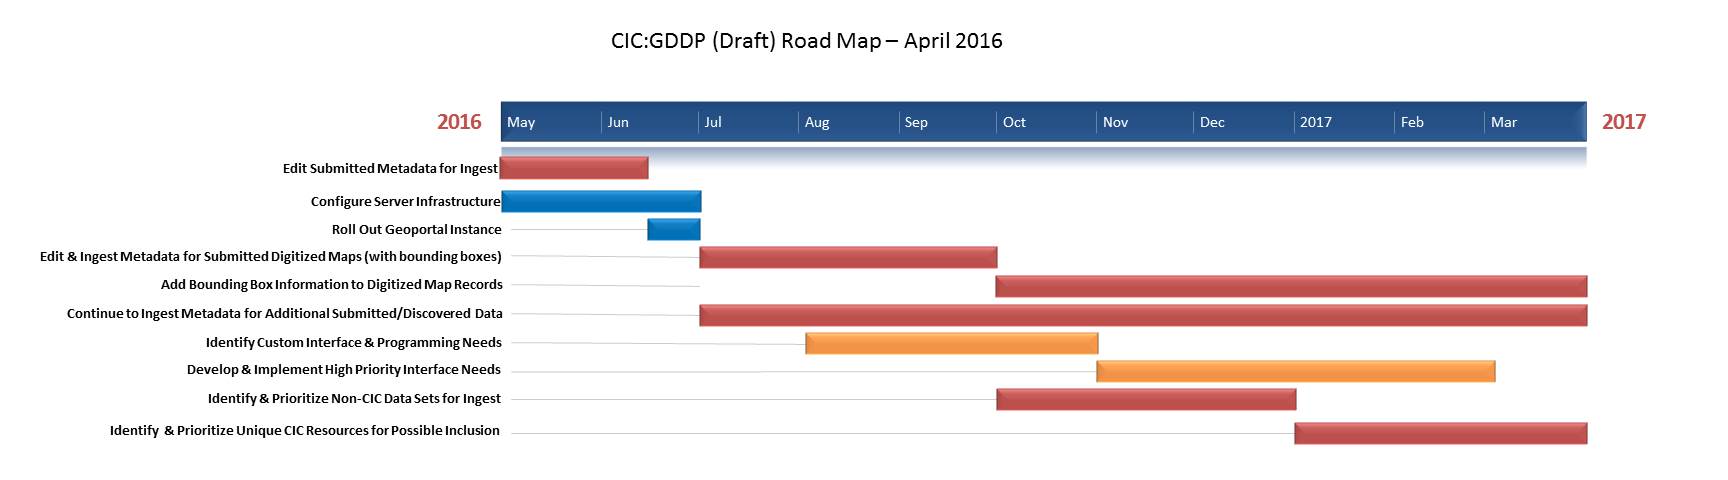 CIC:GDDP (Draft) Road Map – April 2016
2016 May Jun Jul Aug Sep Oct Nov Dec 2017 Feb Mar 2017
Edit Submitted Metadata for Ingest
Configure Server Infrastructure
Roll Out Geoportal Instance
Edit & Ingest Metadata for Submitted Digitized Maps (with bounding boxes)
Add Bounding Box Information to Digitized Map Records
Continue to Ingest Metadata for Additional Submitted/Discovered Data
Identify Custom Interface & Programming Needs
Develop & Implement High Priority Interface Needs
Identify & Prioritize Non-CIC Data Sets for Ingest
Identify & Prioritize Unique CIC Resources for Possible Inclusion